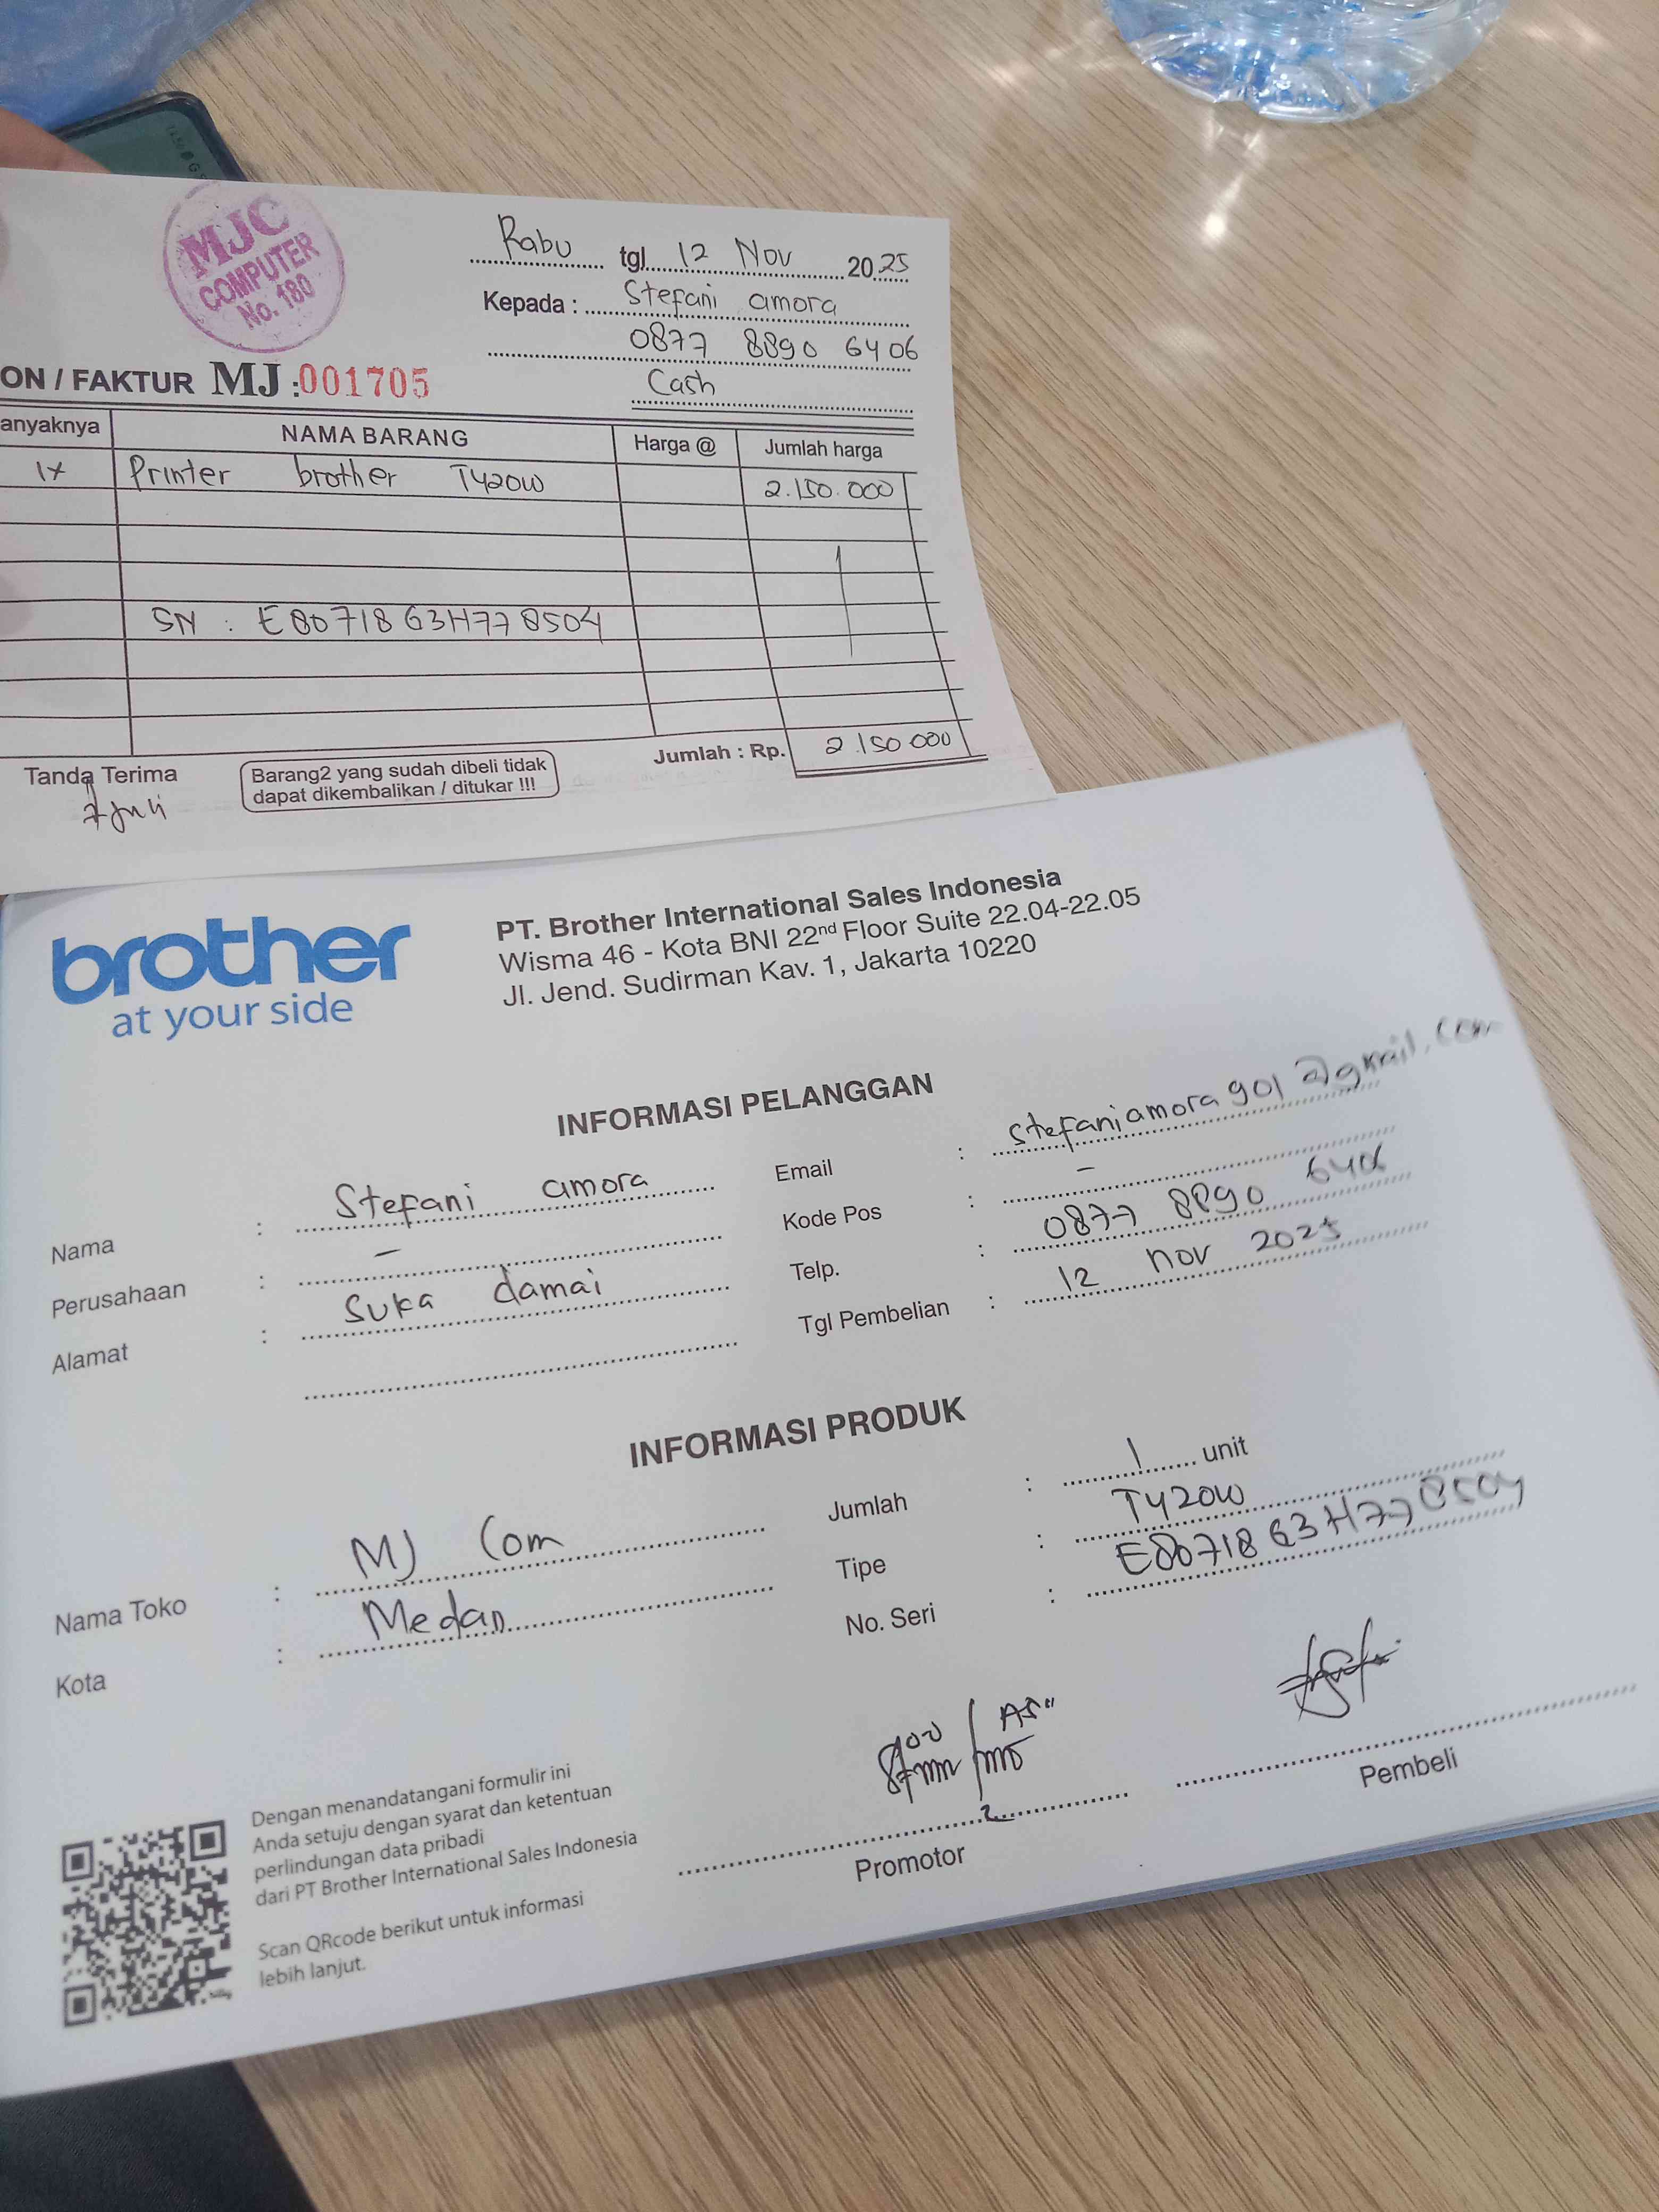 MJC
COMPUTER
No. 180
Rabu tgl 12 Nov 2025
Kepada : Stefani amora
0877 8890 6406
Cash
ON / FAKTUR MJ :001705
anyaknya NAMA BARANG Harga @ Jumlah harga
1x Printer brother T420W 2.150.000
SN : E80718G3H778504
Jumlah : Rp. 2.150 000
Tanda Terima
Barang2 yang sudah dibeli tidak
dapat dikembalikan / ditukar !!!
brother
at your side
PT. Brother International Sales Indonesia
Wisma 46 - Kota BNI 22nd Floor Suite 22.04-22.05
Jl. Jend. Sudirman Kav. 1, Jakarta 10220
INFORMASI PELANGGAN
Nama : Stefani amora
Perusahaan : -
Alamat : Suka damai
Email : stefaniamora901@gmail.com
Kode Pos : -
Telp. : 0877 8890 6406
Tgl Pembelian : 12 Nov 2025
INFORMASI PRODUK
Nama Toko : MJ Com
Kota : Medan
Jumlah : 1 unit
Tipe : T420W
No. Seri : E80718G3H778504
Dengan menandatangani formulir ini
Anda setuju dengan syarat dan ketentuan
perlindungan data pribadi
dari PT Brother International Sales Indonesia
Scan QRcode berikut untuk informasi
lebih lanjut.
Promotor
Pembeli